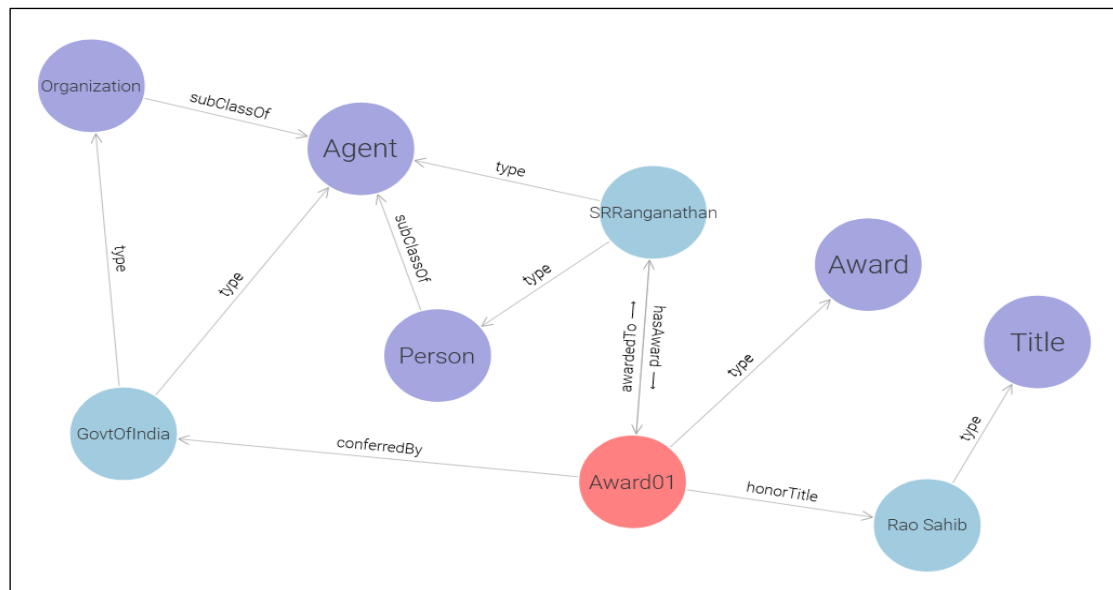 Organization
subClassOf
Agent
type
SRRanganathan
subClassOf
type
type
type
Award
Person
awardedTo →
hasAward →
type
Title
GovtOfIndia
conferredBy
Award01
honorTitle
type
Rao Sahib